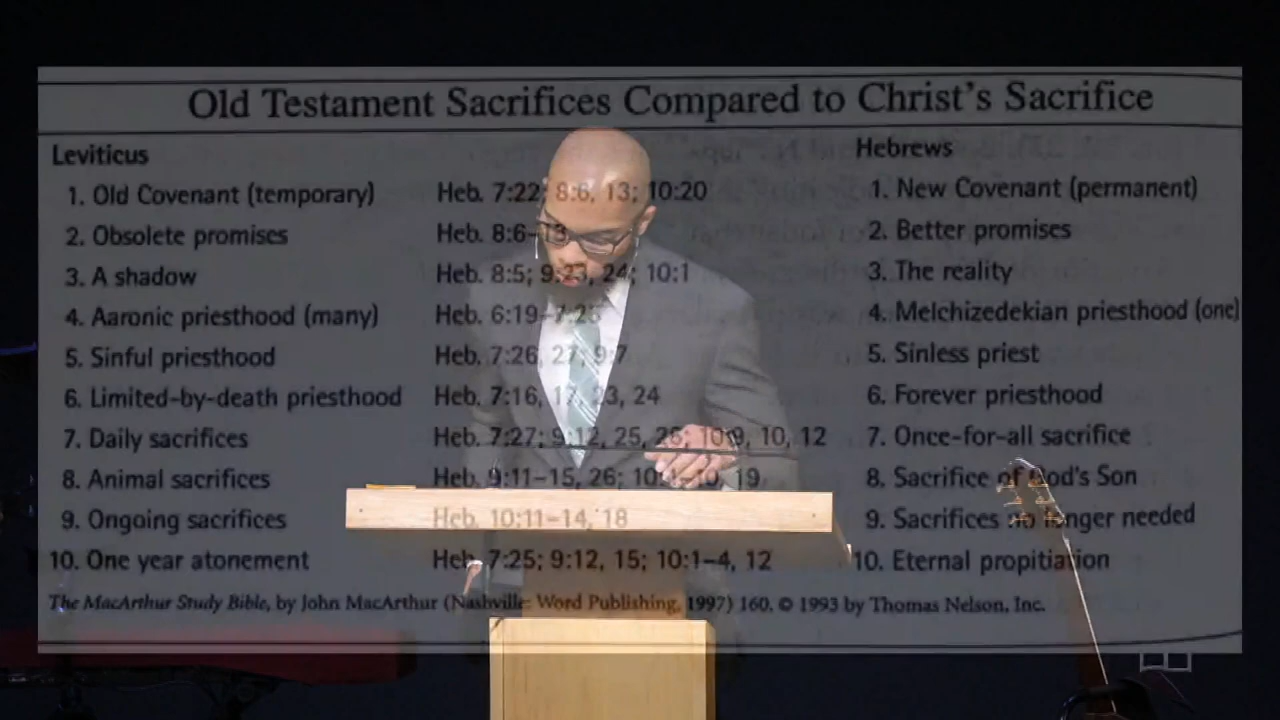 Old Testament Sacrifices Compared to Christ's Sacrifice
Leviticus Hebrews
1. Old Covenant (temporary) Heb. 7:22; 8:6, 13; 10:20 1. New Covenant (permanent)
2. Obsolete promises Heb. 8:6–13 2. Better promises
3. A shadow Heb. 8:5; 9:23, 24; 10:1 3. The reality
4. Aaronic priesthood (many) Heb. 6:19–7:25 4. Melchizedekian priesthood (one)
5. Sinful priesthood Heb. 7:26, 27; 9:7 5. Sinless priest
6. Limited-by-death priesthood Heb. 7:16, 17, 23, 24 6. Forever priesthood
7. Daily sacrifices Heb. 7:27; 9:12, 25, 26; 10:9, 10, 12 7. Once-for-all sacrifice
8. Animal sacrifices Heb. 9:11–15, 26; 19 8. Sacrifice of God's Son
9. Ongoing sacrifices Heb. 10:11–14, 18 9. Sacrifices no longer needed
10. One year atonement Heb. 7:25; 9:12, 15; 10:1–4, 12 10. Eternal propitiation
The MacArthur Study Bible, by John MacArthur (Nashville: Word Publishing, 1997) 160. © 1993 by Thomas Nelson, Inc.